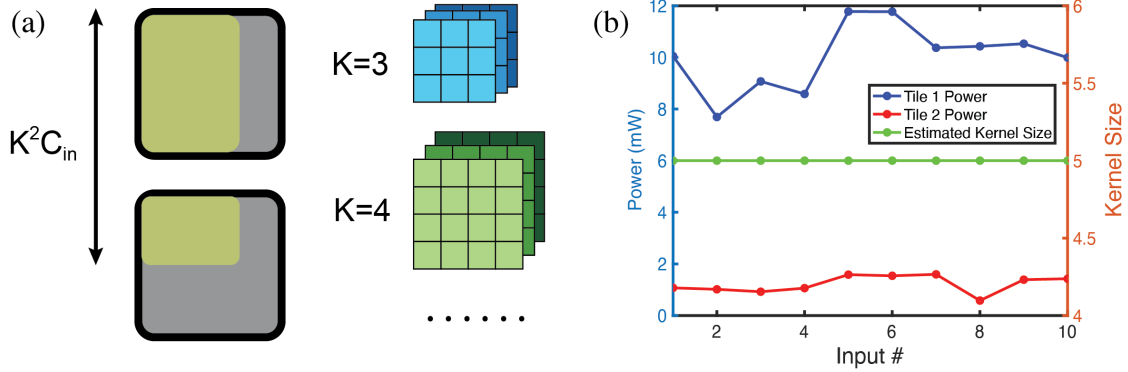 (a)
K²C_in
K=3
K=4
......
(b)
Power (mW)
0
2
4
6
8
10
12
Tile 1 Power
Tile 2 Power
Estimated Kernel Size
Kernel Size
6
5.5
5
4.5
4
2
4
6
8
10
Input #